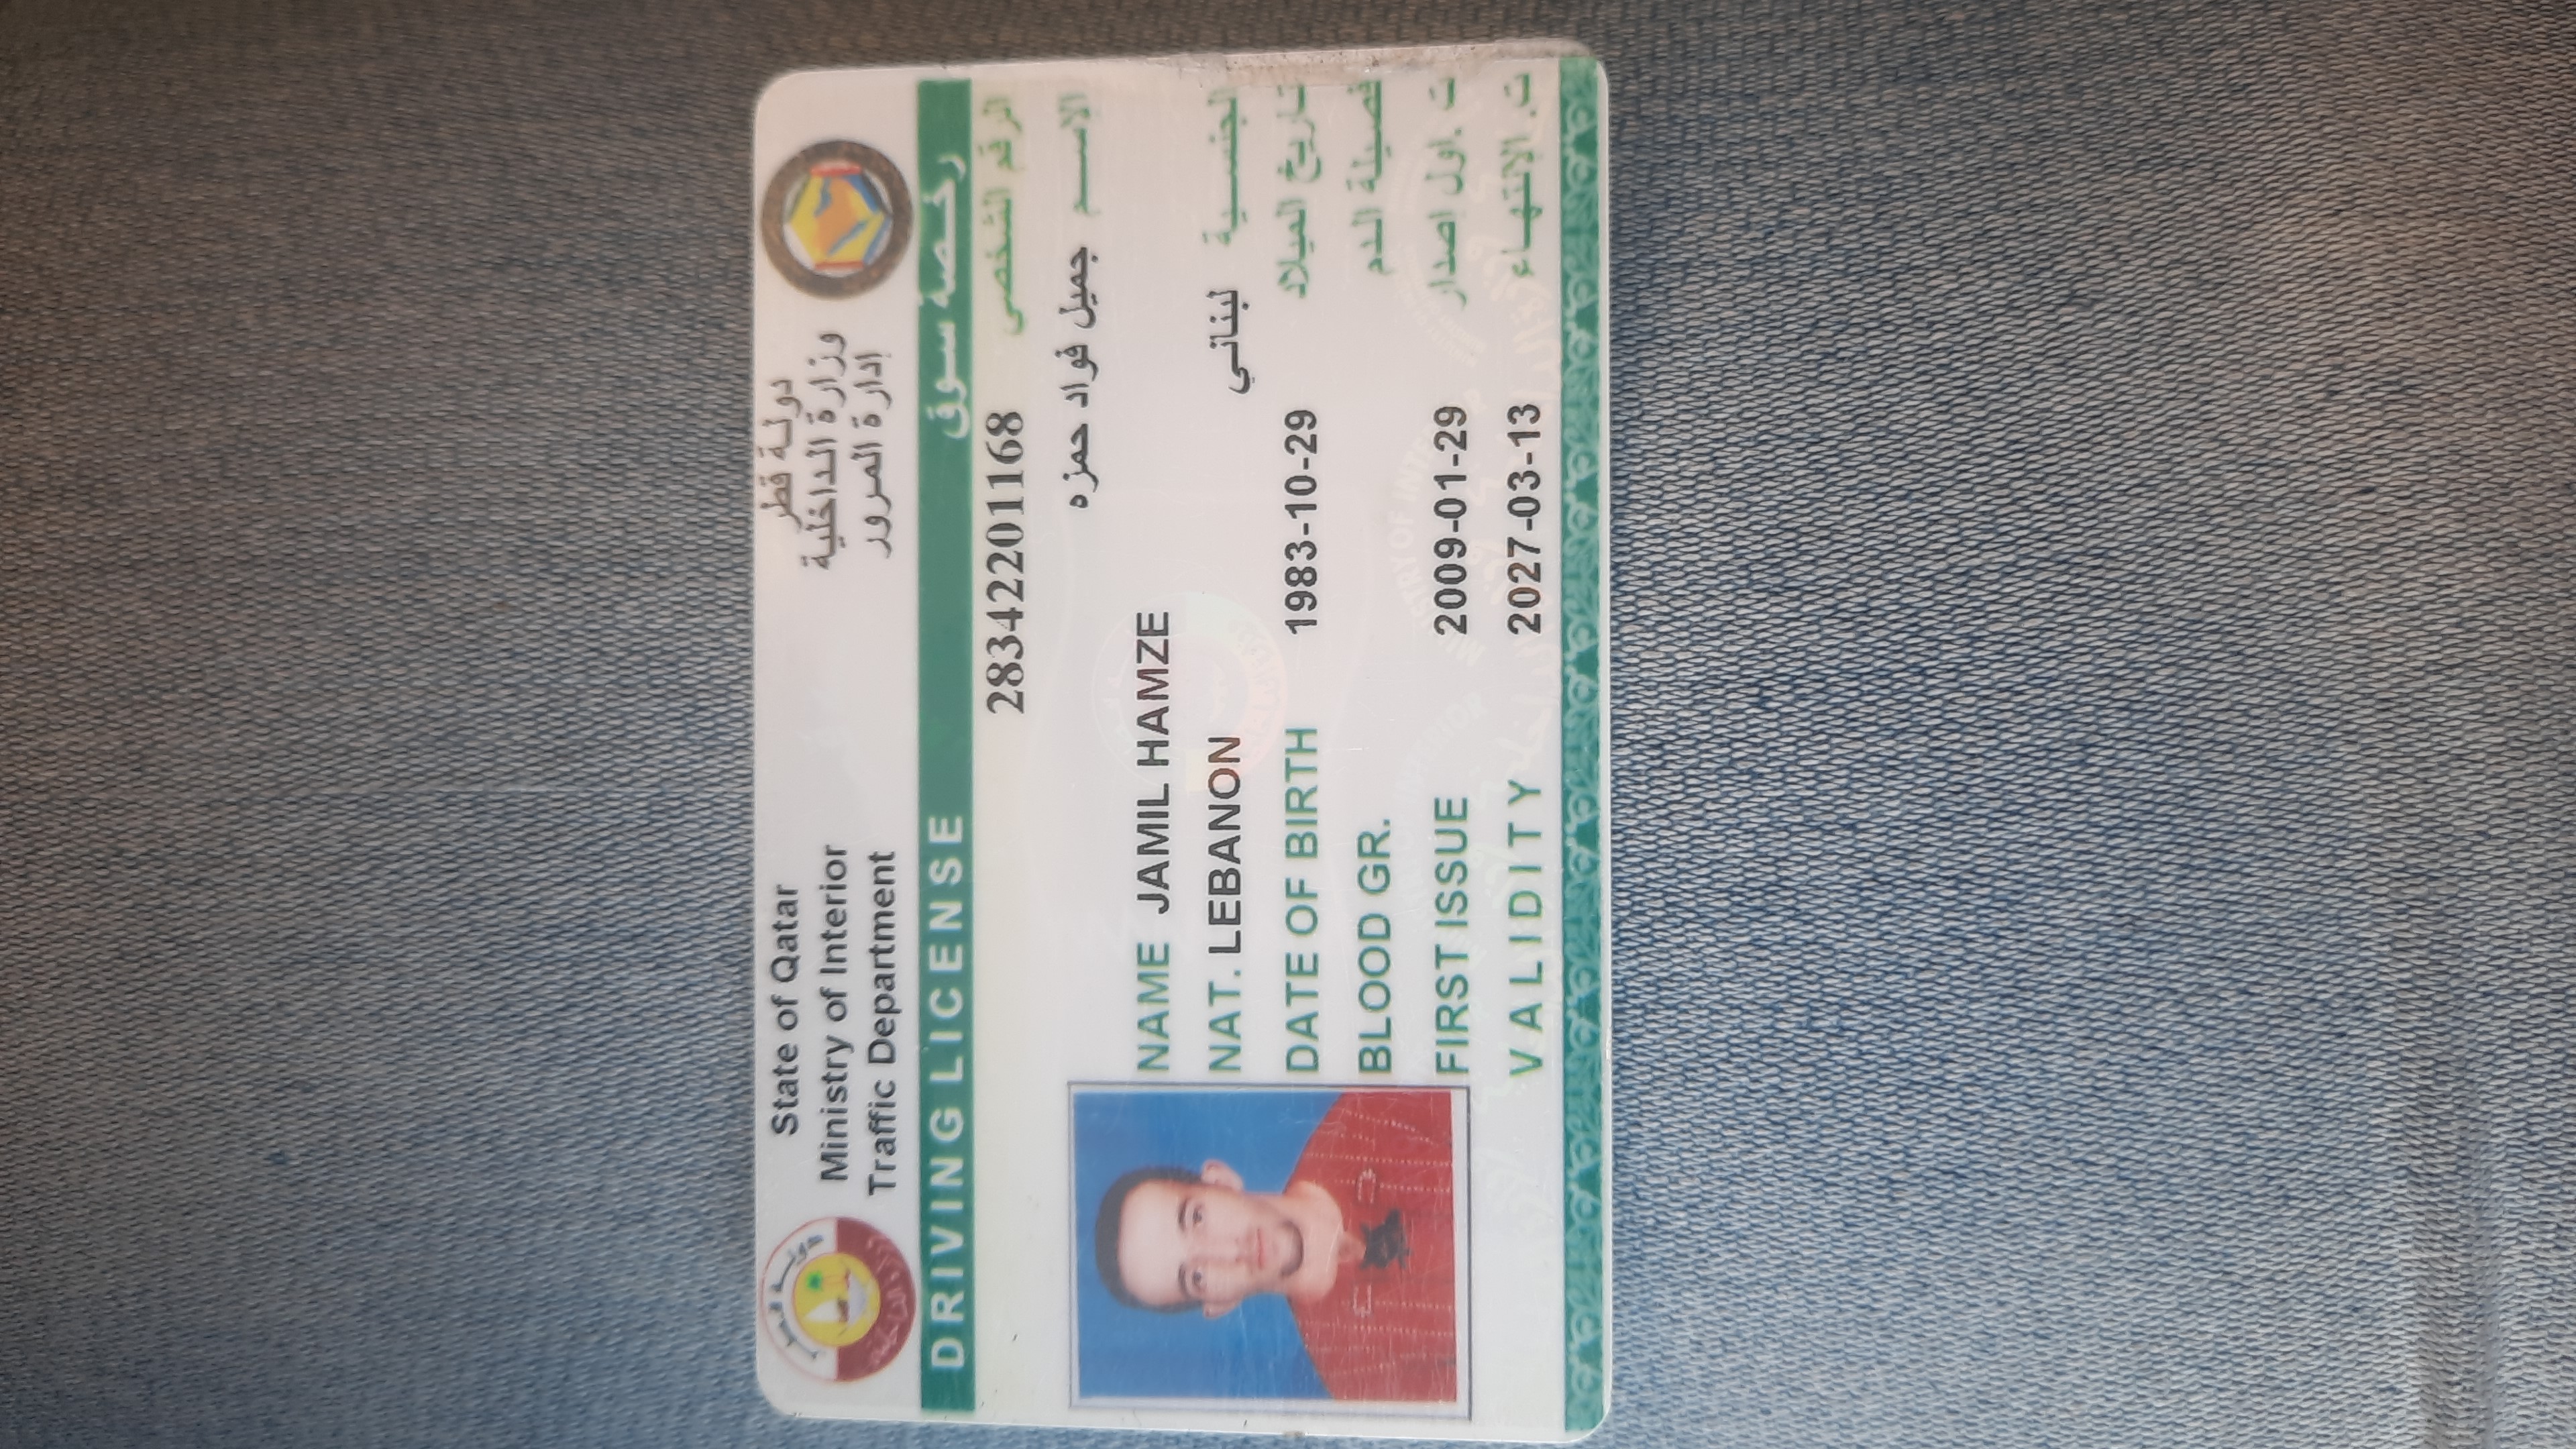 State of Qatar
Ministry of Interior
Traffic Department
دولة قطر
وزارة الداخلية
إدارة المرور
DRIVING LICENSE رخصة سوق
28342201168 الرقم الشخصي
الاسم جميل فواد حمزه
NAME JAMIL HAMZE
NAT. LEBANON لبناني الجنسية
DATE OF BIRTH 1983-10-29 تاريخ الميلاد
BLOOD GR. فصيلة الدم
FIRST ISSUE 2009-01-29 ت .اول اصدار
VALIDITY 2027-03-13 ت. الانتهاء